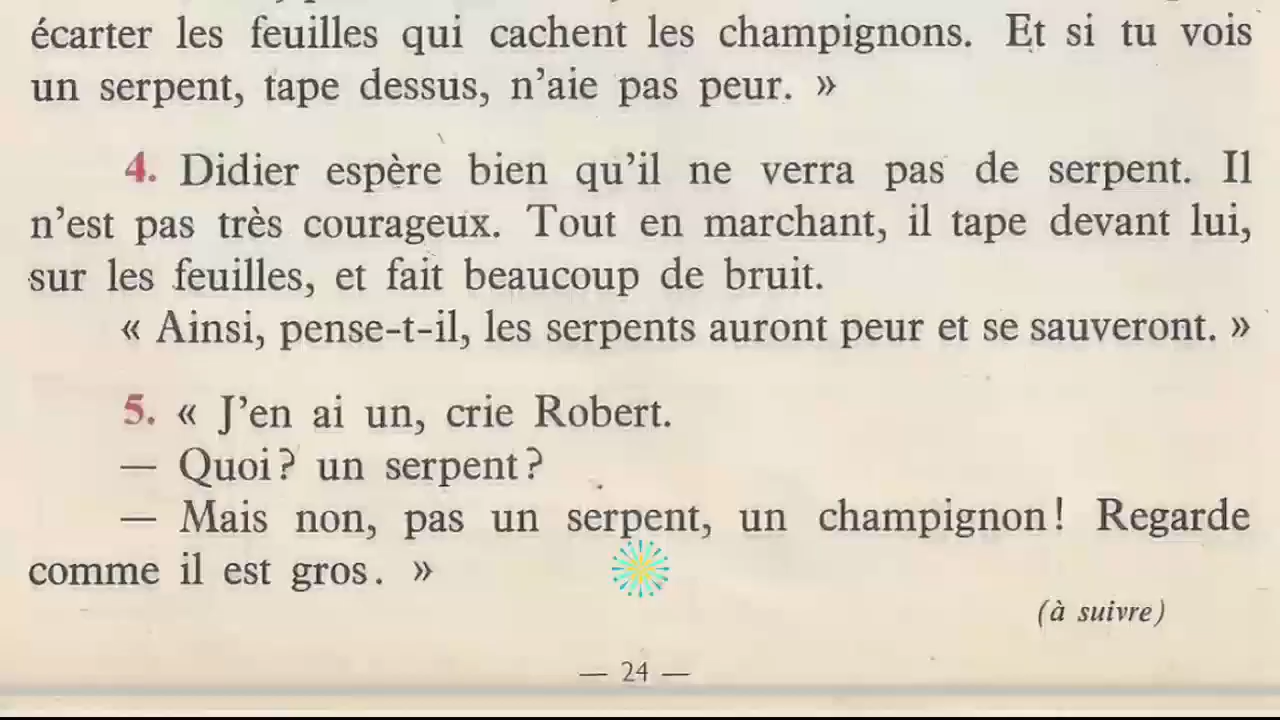 écarter les feuilles qui cachent les champignons. Et si tu vois
un serpent, tape dessus, n'aie pas peur. »
4. Didier espère bien qu'il ne verra pas de serpent. Il
n'est pas très courageux. Tout en marchant, il tape devant lui,
sur les feuilles, et fait beaucoup de bruit.
« Ainsi, pense-t-il, les serpents auront peur et se sauveront. »
5. « J'en ai un, crie Robert.
— Quoi? un serpent?
— Mais non, pas un serpent, un champignon! Regarde
comme il est gros. »
(à suivre)
— 24 —